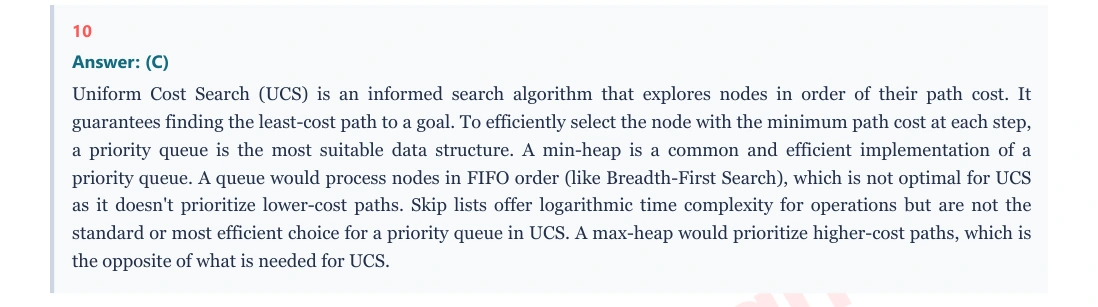 10
Answer: (C)
Uniform Cost Search (UCS) is an informed search algorithm that explores nodes in order of their path cost. It
guarantees finding the least-cost path to a goal. To efficiently select the node with the minimum path cost at each step,
a priority queue is the most suitable data structure. A min-heap is a common and efficient implementation of a
priority queue. A queue would process nodes in FIFO order (like Breadth-First Search), which is not optimal for UCS
as it doesn't prioritize lower-cost paths. Skip lists offer logarithmic time complexity for operations but are not the
standard or most efficient choice for a priority queue in UCS. A max-heap would prioritize higher-cost paths, which is
the opposite of what is needed for UCS.